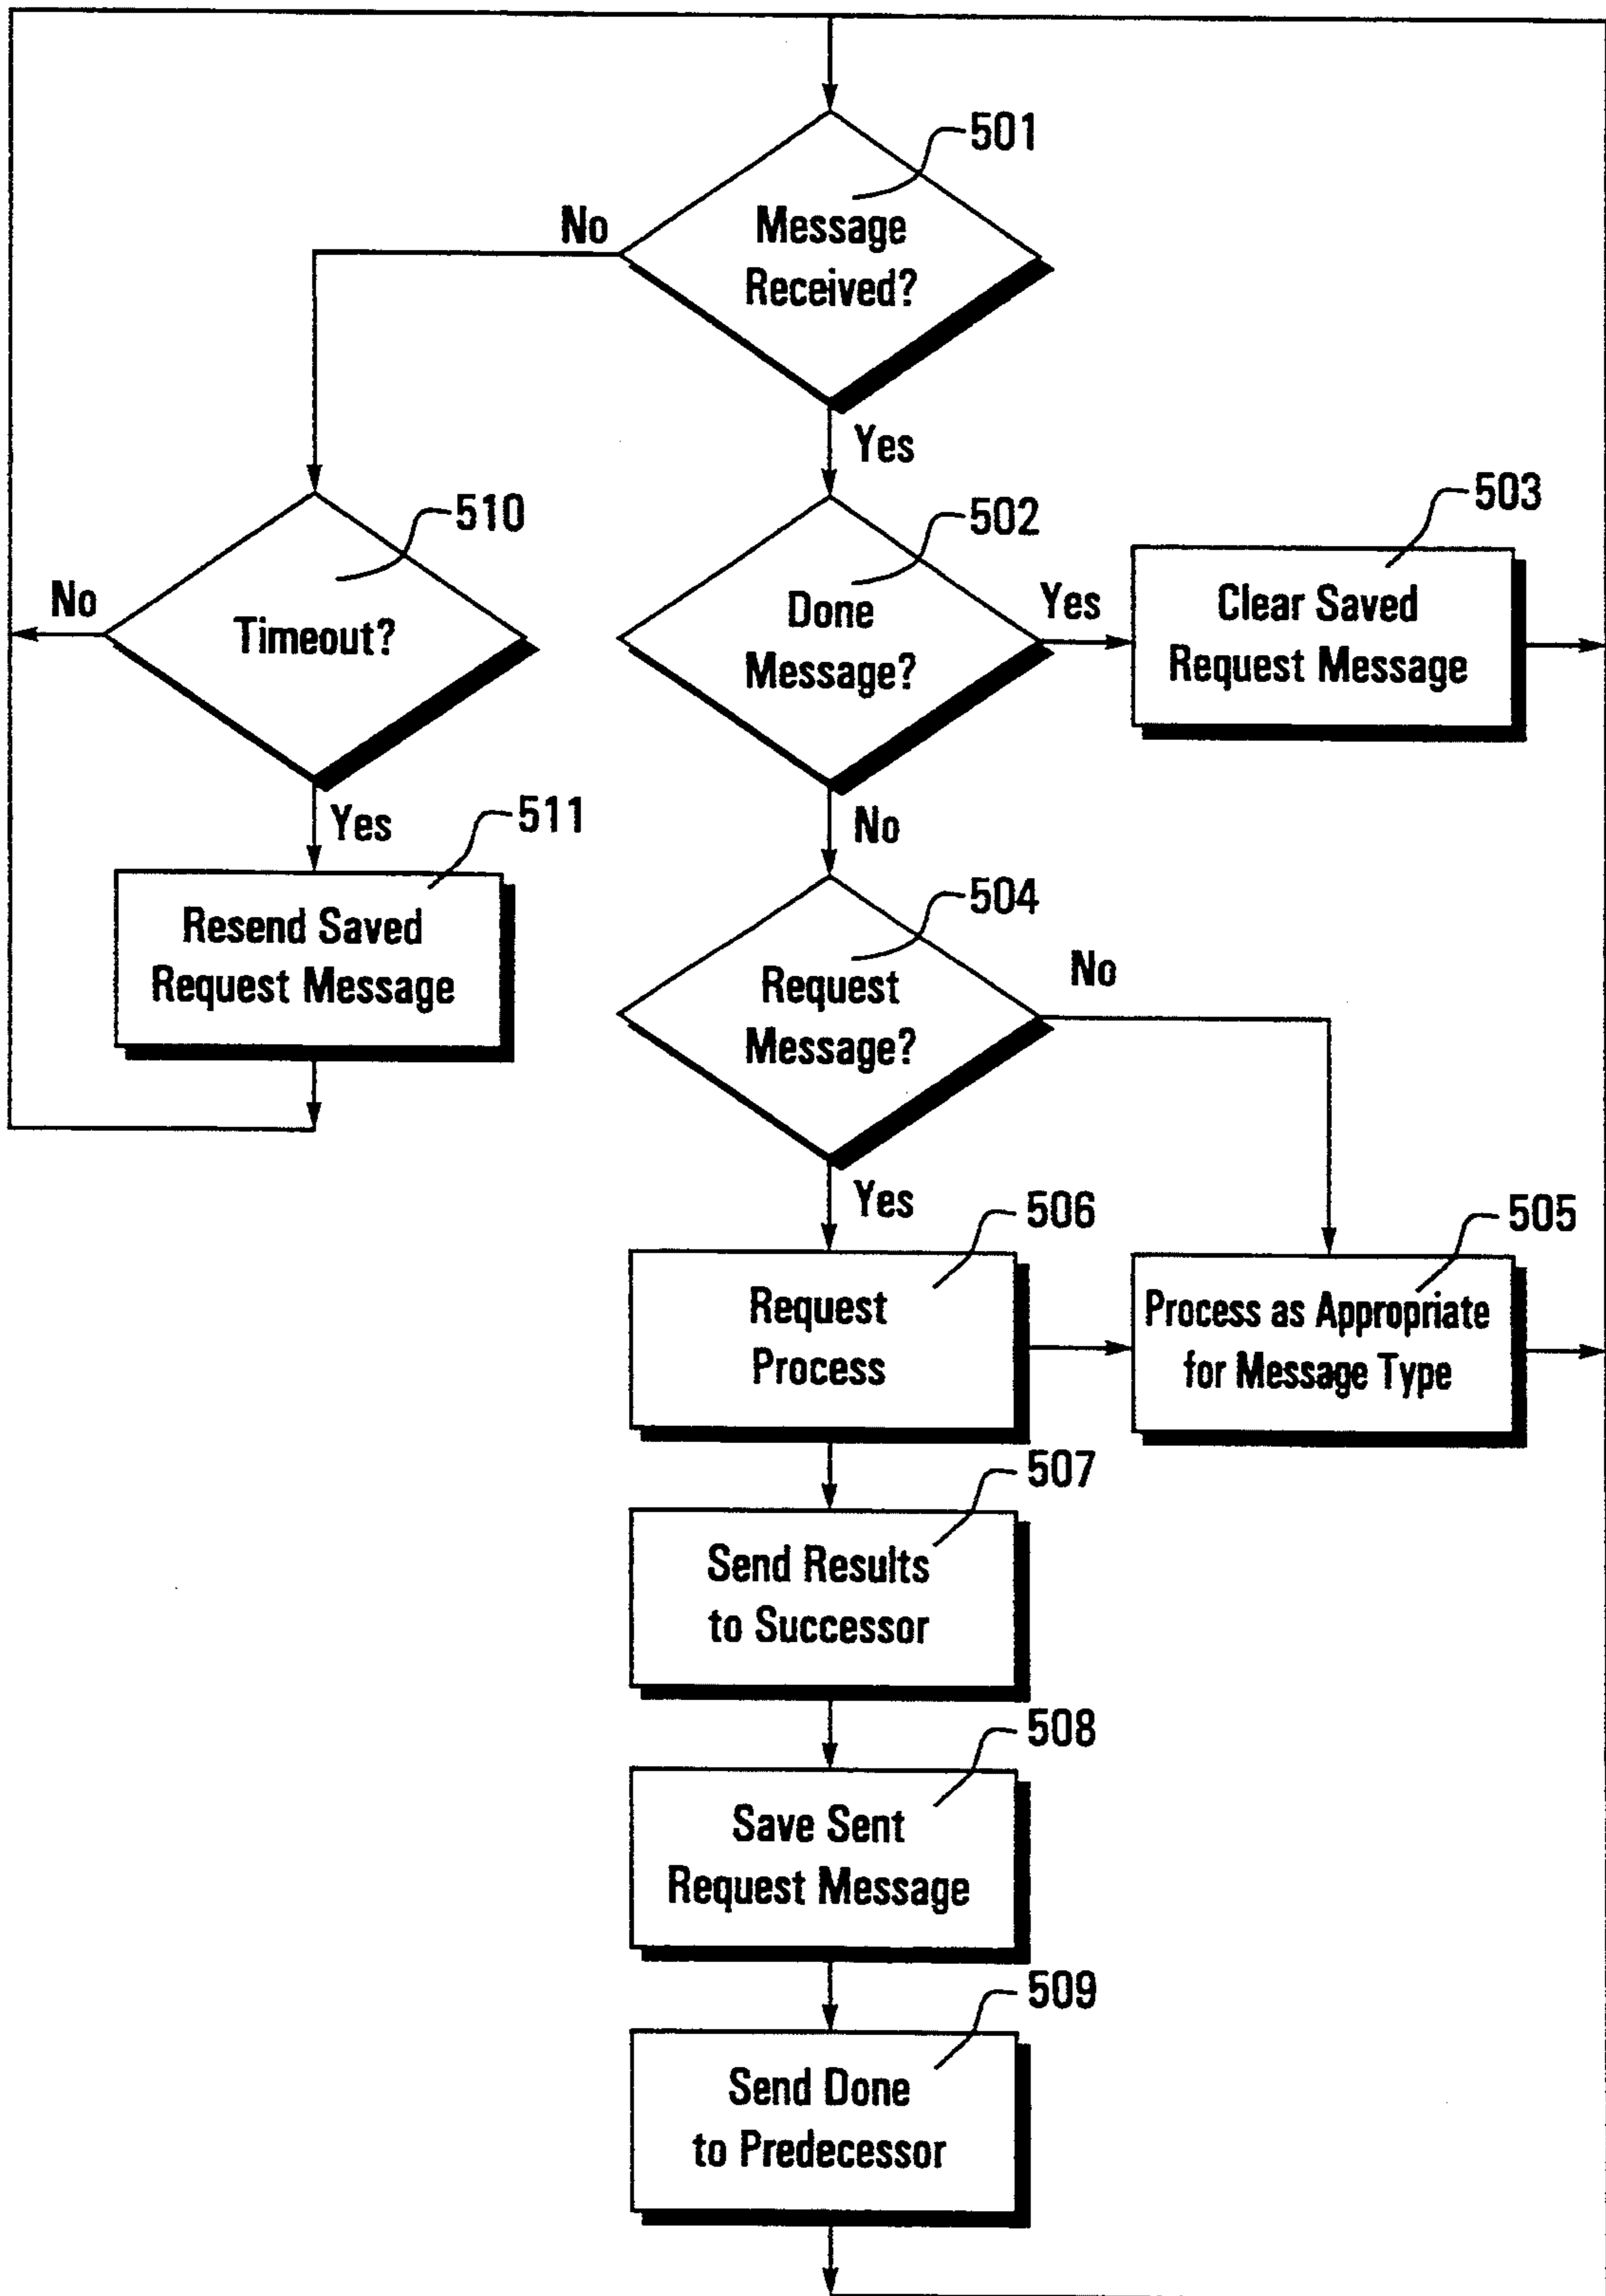 501
No
Message
Received?
Yes
510
502
503
No
Timeout?
Done
Message?
Yes
Clear Saved
Request Message
Yes
511
No
Resend Saved
Request Message
504
Request
Message?
No
Yes
506
505
Request
Process
Process as Appropriate
for Message Type
507
Send Results
to Successor
508
Save Sent
Request Message
509
Send Done
to Predecessor